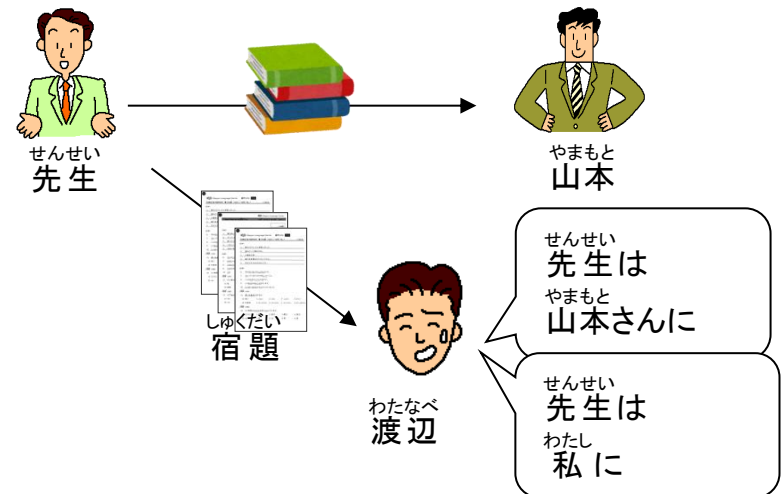 せんせい
先生
やまもと
山本
しゅくだい
宿題
わたなべ
渡辺
せんせい
先生は
やまもと
山本さんに
せんせい
先生は
わたし
私に